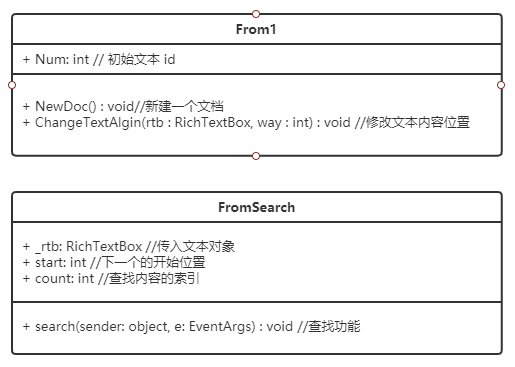 From1
+ Num: int // 初始文本 id
+ NewDoc() : void//新建一个文档
+ ChangeTextAlgin(rtb : RichTextBox, way : int) : void //修改文本内容位置
FromSearch
+ _rtb: RichTextBox //传入文本对象
+ start: int //下一个的开始位置
+ count: int //查找内容的索引
+ search(sender: object, e: EventArgs) : void //查找功能